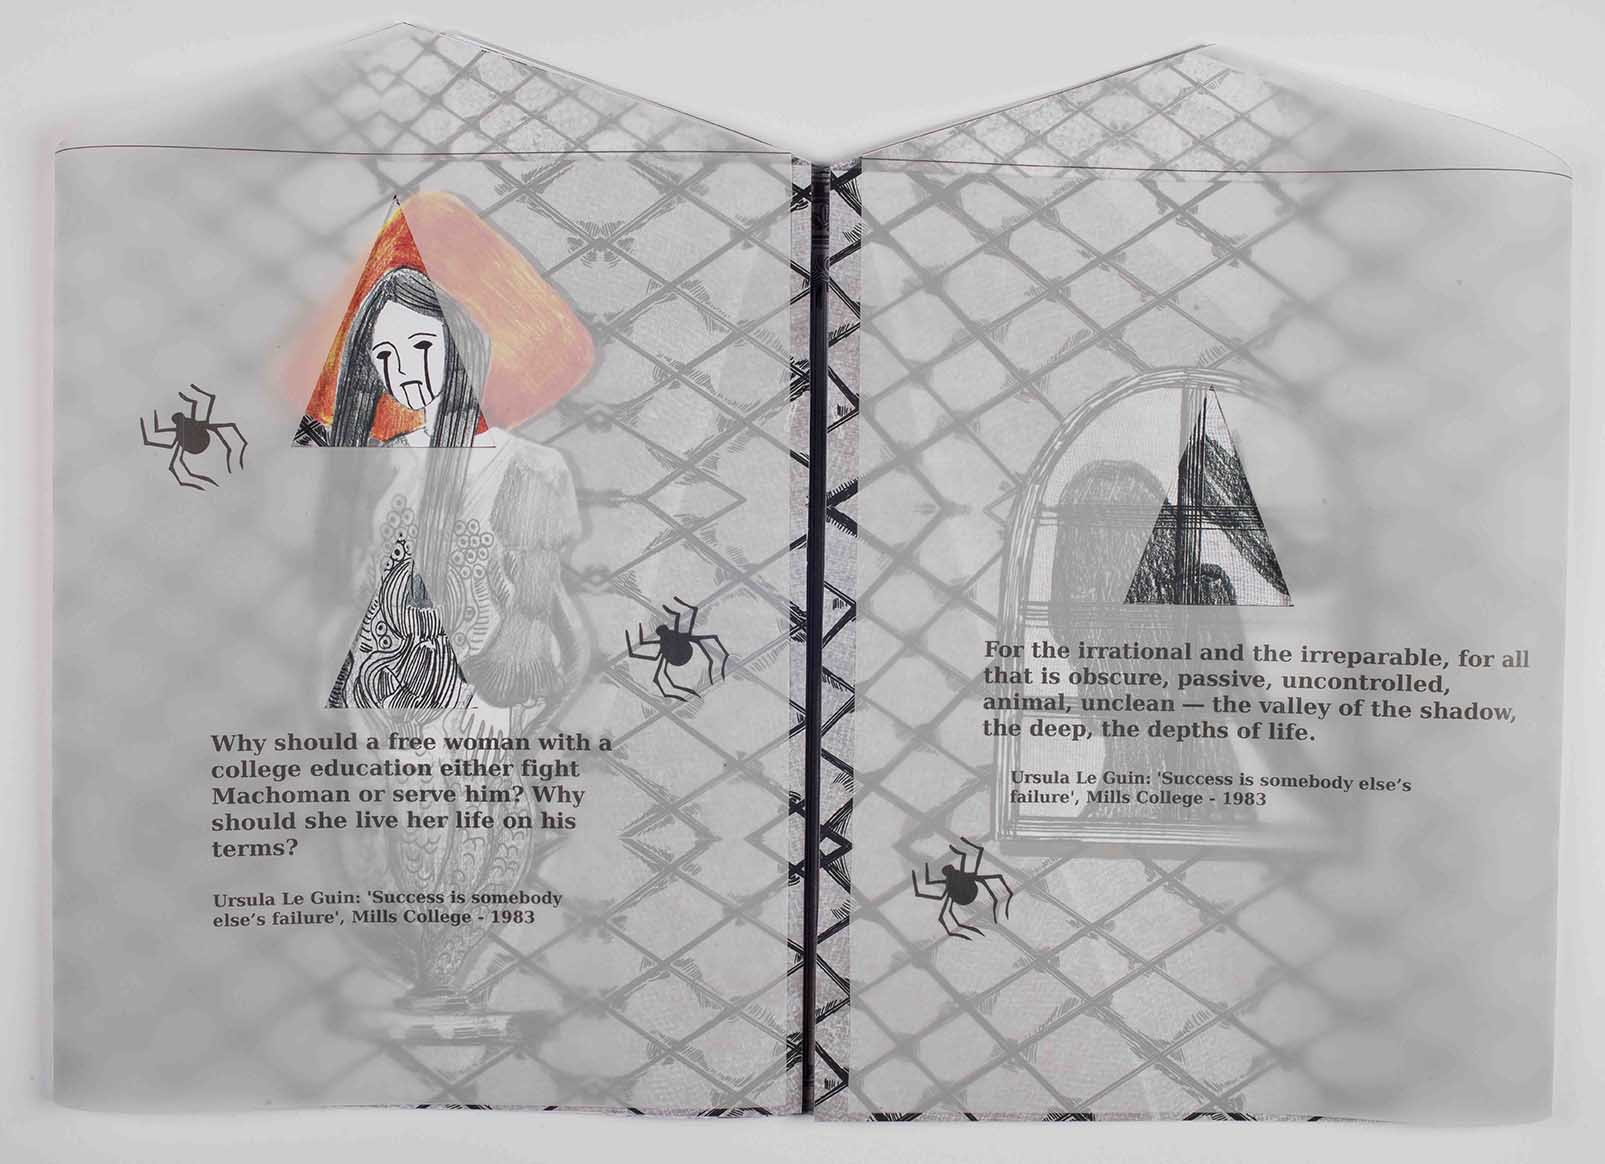 Why should a free woman with a
college education either fight
Machoman or serve him? Why
should she live her life on his
terms?
Ursula Le Guin: 'Success is somebody
else’s failure', Mills College - 1983
For the irrational and the irreparable, for all
that is obscure, passive, uncontrolled,
animal, unclean — the valley of the shadow,
the deep, the depths of life.
Ursula Le Guin: 'Success is somebody else’s
failure', Mills College - 1983